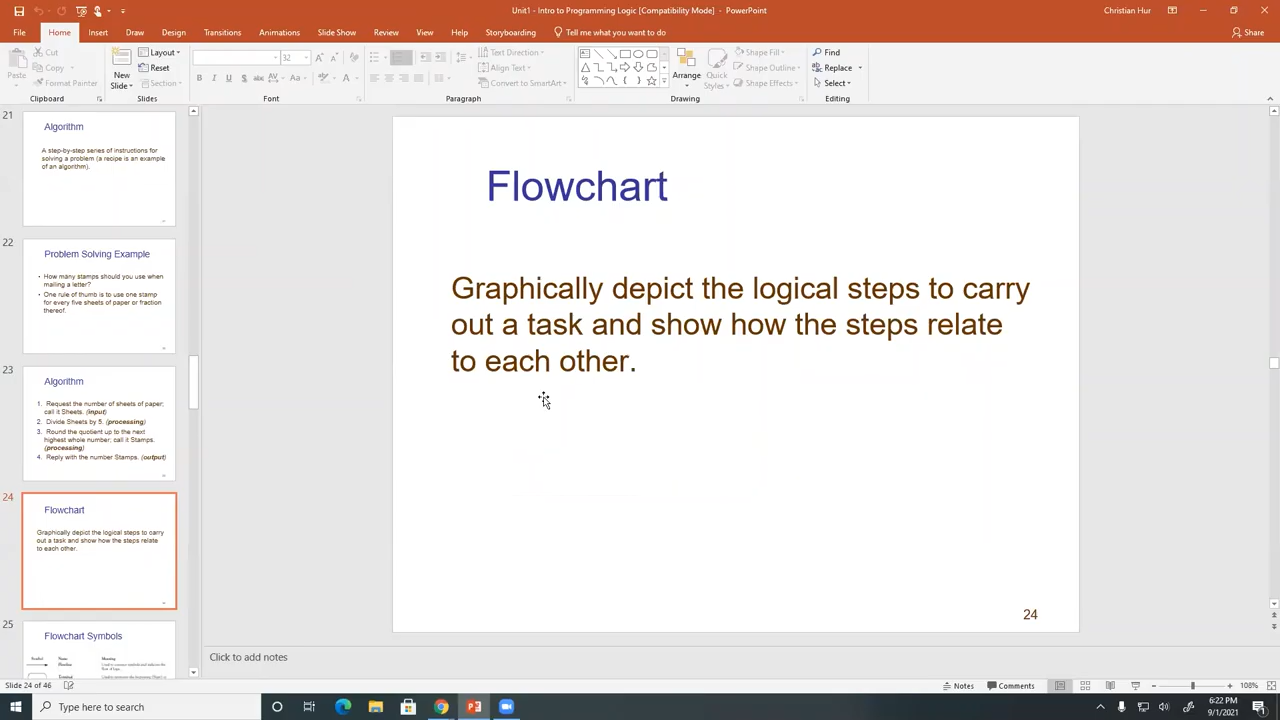 Unit1 - Intro to Programming Logic [Compatibility Mode] - PowerPoint
Christian Hur
File Home Insert Draw Design Transitions Animations Slide Show Review View Help Storyboarding Tell me what you want to do Share
Paste
Cut
Copy
Format Painter
Clipboard
New Slide
Layout
Reset
Section
Slides
32
B I U S abc AV Aa A
Font
Text Direction
Align Text
Convert to SmartArt
Paragraph
Arrange
Quick Styles
Shape Fill
Shape Outline
Shape Effects
Drawing
Find
Replace
Select
Editing
21
Algorithm
A step-by-step series of instructions for
solving a problem (a recipe is an example
of an algorithm).
22
Problem Solving Example
• How many stamps should you use when
mailing a letter?
• One rule of thumb is to use one stamp
for every five sheets of paper or fraction
thereof.
23
Algorithm
1. Request the number of sheets of paper;
call it Sheets. (input)
2. Divide Sheets by 5. (processing)
3. Round the quotient up to the next
highest whole number; call it Stamps.
(processing)
4. Reply with the number Stamps. (output)
24
Flowchart
Graphically depict the logical steps to carry
out a task and show how the steps relate
to each other.
25
Flowchart Symbols
Symbol Name Meaning
Flowline
Terminal
Flowchart
Graphically depict the logical steps to carry
out a task and show how the steps relate
to each other.
24
Click to add notes
Slide 24 of 46
Notes Comments 108%
Type here to search
6:22 PM
9/1/2021